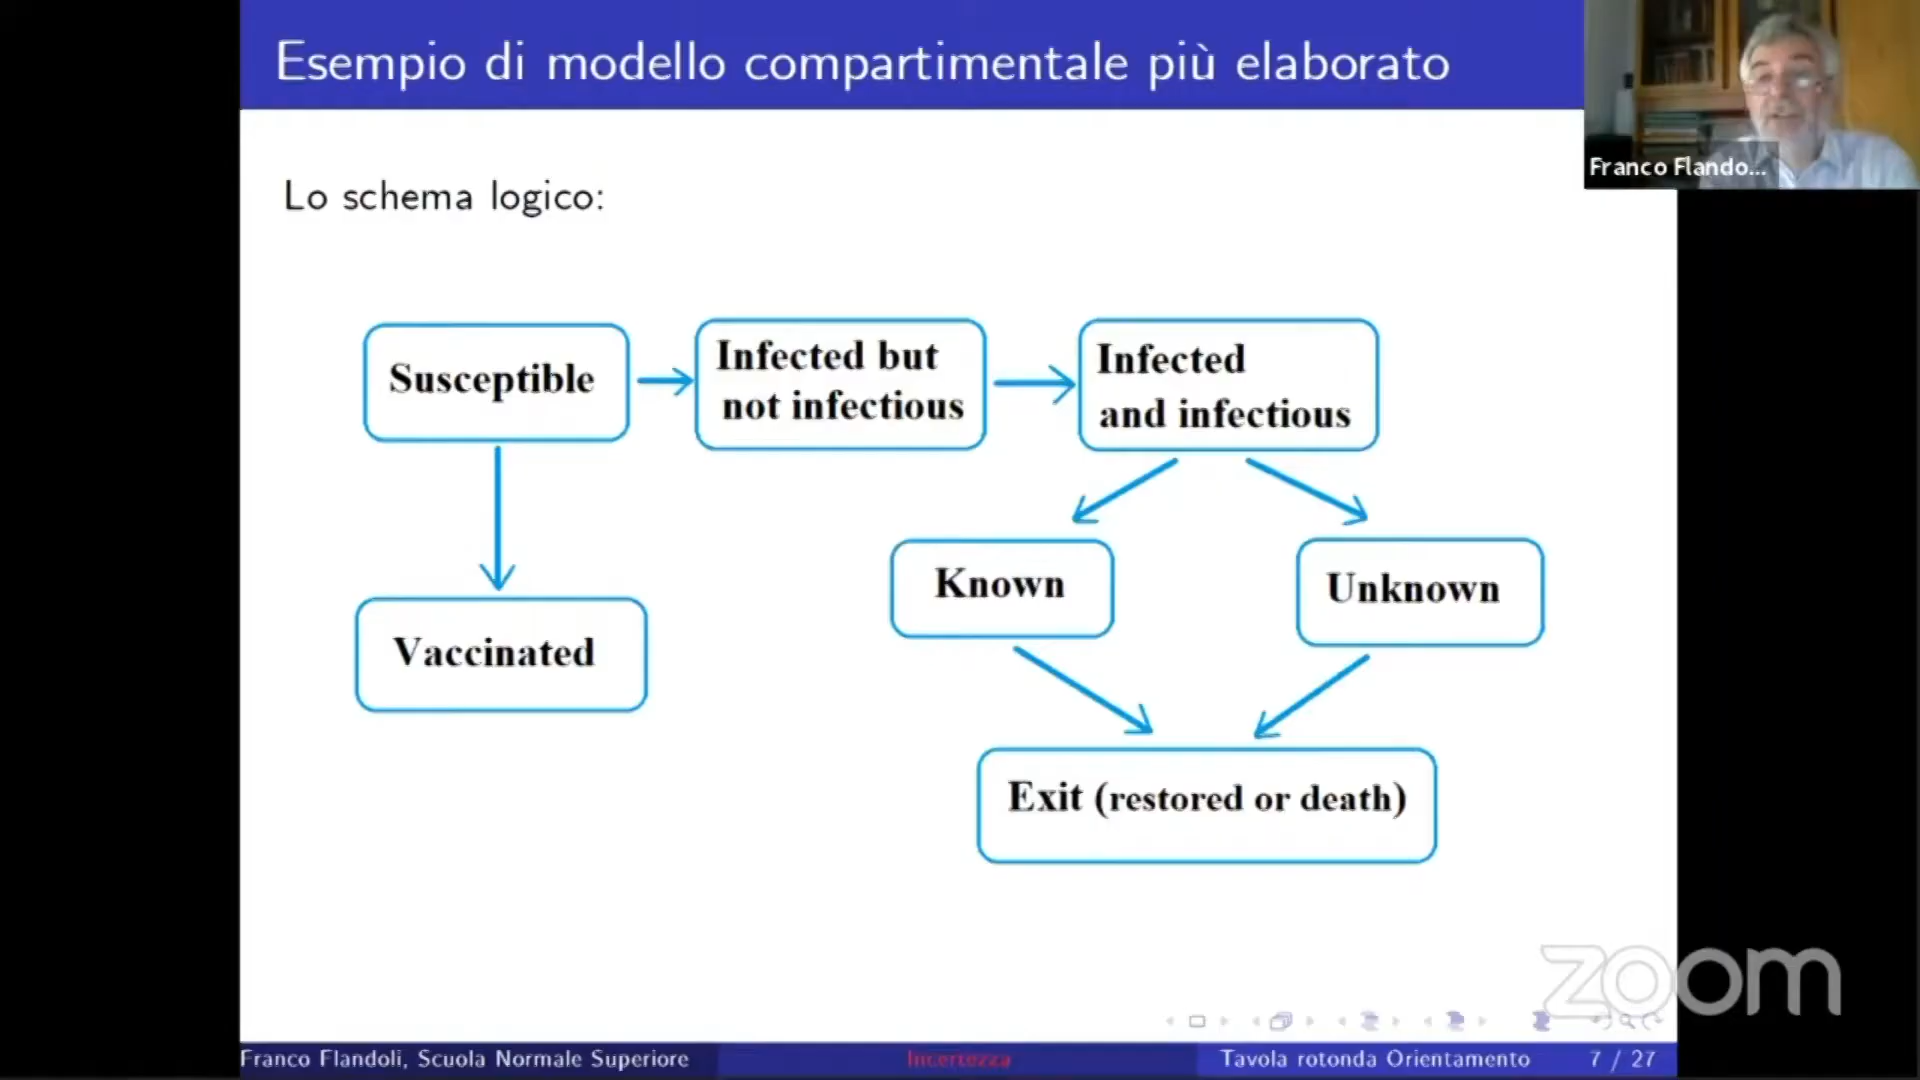 Esempio di modello compartimentale più elaborato
Franco Flando...
Lo schema logico:
Susceptible
Infected but
not infectious
Infected
and infectious
Known
Unknown
Vaccinated
Exit (restored or death)
zoom
Franco Flandoli, Scuola Normale Superiore
Incertezza
Tavola rotonda Orientamento
7 / 27